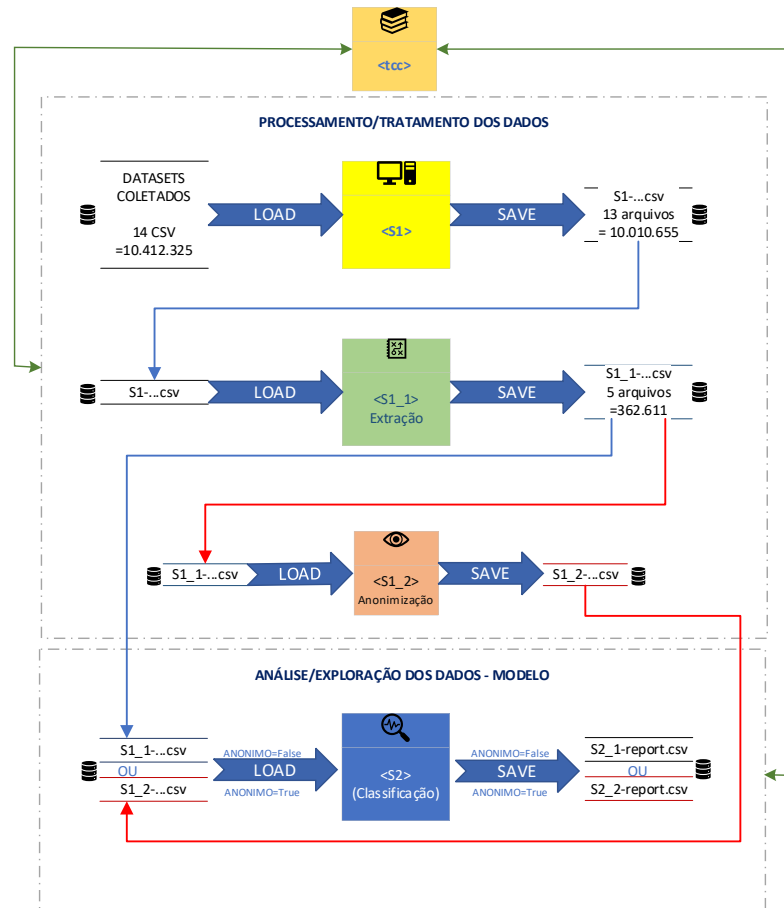 <tcc>
PROCESSAMENTO/TRATAMENTO DOS DADOS
DATASETS
COLETADOS
14 CSV
=10.412.325
LOAD
<S1>
SAVE
S1-...csv
13 arquivos
= 10.010.655
S1-...csv
LOAD
<S1_1>
Extração
SAVE
S1_1-...csv
5 arquivos
=362.611
S1_1-...csv
LOAD
<S1_2>
Anonimização
SAVE
S1_2-...csv
ANÁLISE/EXPLORAÇÃO DOS DADOS - MODELO
S1_1-...csv
OU
S1_2-...csv
ANONIMO=False
LOAD
ANONIMO=True
<S2>
(Classificação)
ANONIMO=False
SAVE
ANONIMO=True
S2_1-report.csv
OU
S2_2-report.csv